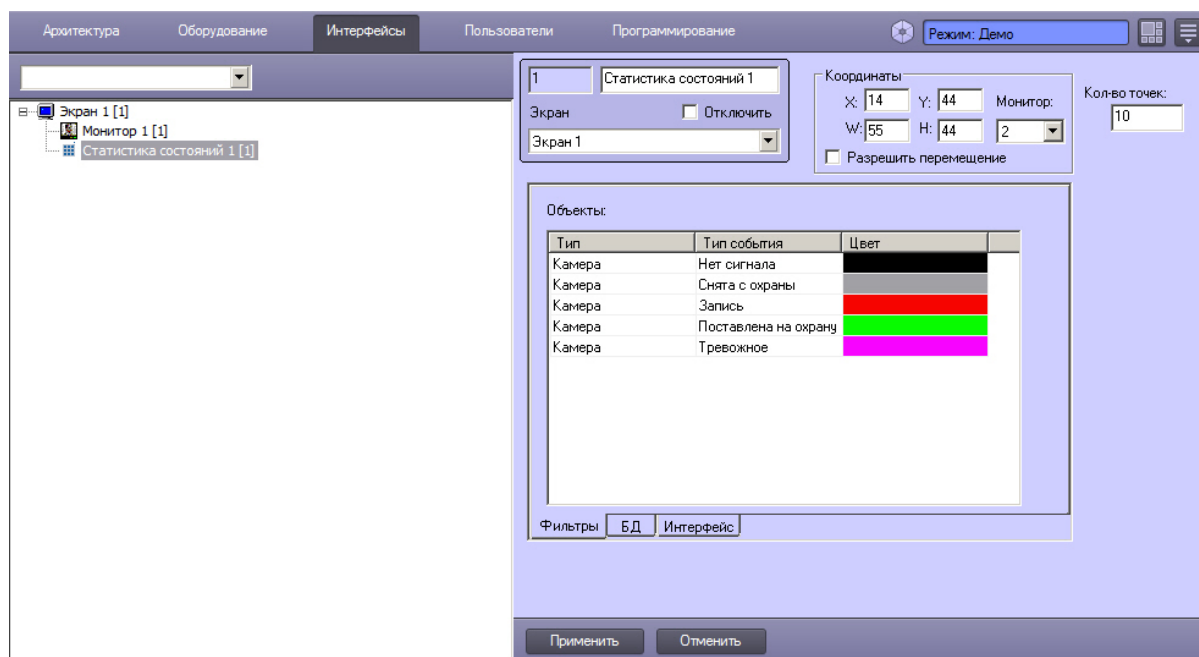 Архитектура Оборудование Интерфейсы Пользователи Программирование Режим: Демо
Экран 1 [1]
Монитор 1 [1]
Статистика состояний 1 [1]
1 Статистика состояний 1
Экран Отключить
Экран 1
Координаты
X: 14 Y: 44 Монитор:
W: 55 H: 44 2
Разрешить перемещение
Кол-во точек:
10
Объекты:
Тип Тип события Цвет
Камера Нет сигнала
Камера Снята с охраны
Камера Запись
Камера Поставлена на охрану
Камера Тревожное
Фильтры БД Интерфейс
Применить Отменить